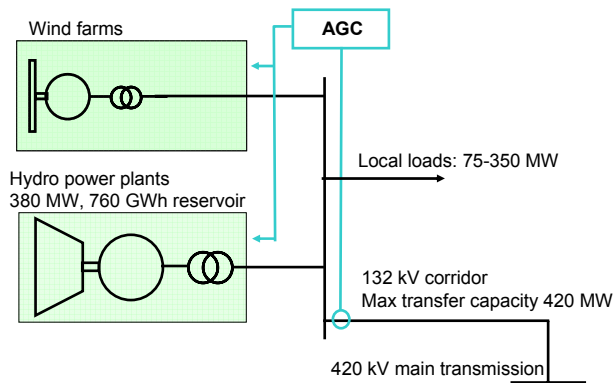 Wind farms
AGC
Local loads: 75-350 MW
Hydro power plants
380 MW, 760 GWh reservoir
132 kV corridor
Max transfer capacity 420 MW
420 kV main transmission